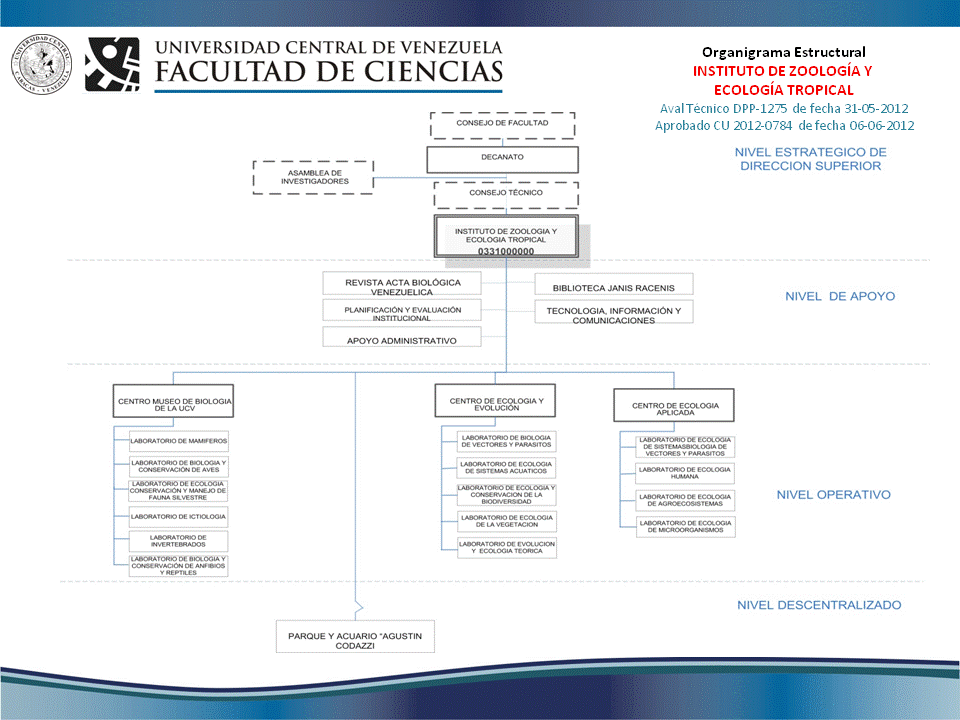 UNIVERSIDAD CENTRAL DE VENEZUELA
FACULTAD DE CIENCIAS
Organigrama Estructural
INSTITUTO DE ZOOLOGÍA Y
ECOLOGÍA TROPICAL
Aval Técnico DPP-1275 de fecha 31-05-2012
Aprobado CU 2012-0784 de fecha 06-06-2012
NIVEL ESTRATEGICO DE
DIRECCION SUPERIOR
CONSEJO DE FACULTAD
DECANATO
ASAMBLEA DE
INVESTIGADORES
CONSEJO TÉCNICO
INSTITUTO DE ZOOLOGIA Y
ECOLOGIA TROPICAL
0331000000
NIVEL DE APOYO
REVISTA ACTA BIOLÓGICA
VENEZUELICA
BIBLIOTECA JANIS RACENIS
PLANIFICACIÓN Y EVALUACIÓN
INSTITUCIONAL
TECNOLOGIA, INFORMACIÓN Y
COMUNICACIONES
APOYO ADMINISTRATIVO
NIVEL OPERATIVO
CENTRO MUSEO DE BIOLOGIA
DE LA UCV
LABORATORIO DE MAMIFEROS
LABORATORIO DE BIOLOGIA Y
CONSERVACIÓN DE AVES
LABORATORIO DE ECOLOGIA
CONSERVACIÓN Y MANEJO DE
FAUNA SILVESTRE
LABORATORIO DE ICTIOLOGIA
LABORATORIO DE
INVERTEBRADOS
LABORATORIO DE BIOLOGIA Y
CONSERVACIÓN DE ANFIBIOS
Y REPTILES
CENTRO DE ECOLOGIA Y
EVOLUCIÓN
LABORATORIO DE BIOLOGIA
DE VECTORES Y PARASITOS
LABORATORIO DE ECOLOGIA
DE SISTEMAS ACUATICOS
LABORATORIO DE ECOLOGIA Y
CONSERVACION DE LA
BIODIVERSIDAD
LABORATORIO DE ECOLOGIA
DE LA VEGETACION
LABORATORIO DE EVOLUCION
Y ECOLOGIA TEORICA
CENTRO DE ECOLOGIA
APLICADA
LABORATORIO DE ECOLOGIA
DE SISTEMASBIOLOGIA DE
VECTORES Y PARASITOS
LABORATORIO DE ECOLOGIA
HUMANA
LABORATORIO DE ECOLOGIA
DE AGROECOSISTEMAS
LABORATORIO DE ECOLOGIA
DE MICROORGANISMOS
NIVEL DESCENTRALIZADO
PARQUE Y ACUARIO "AGUSTIN
CODAZZI